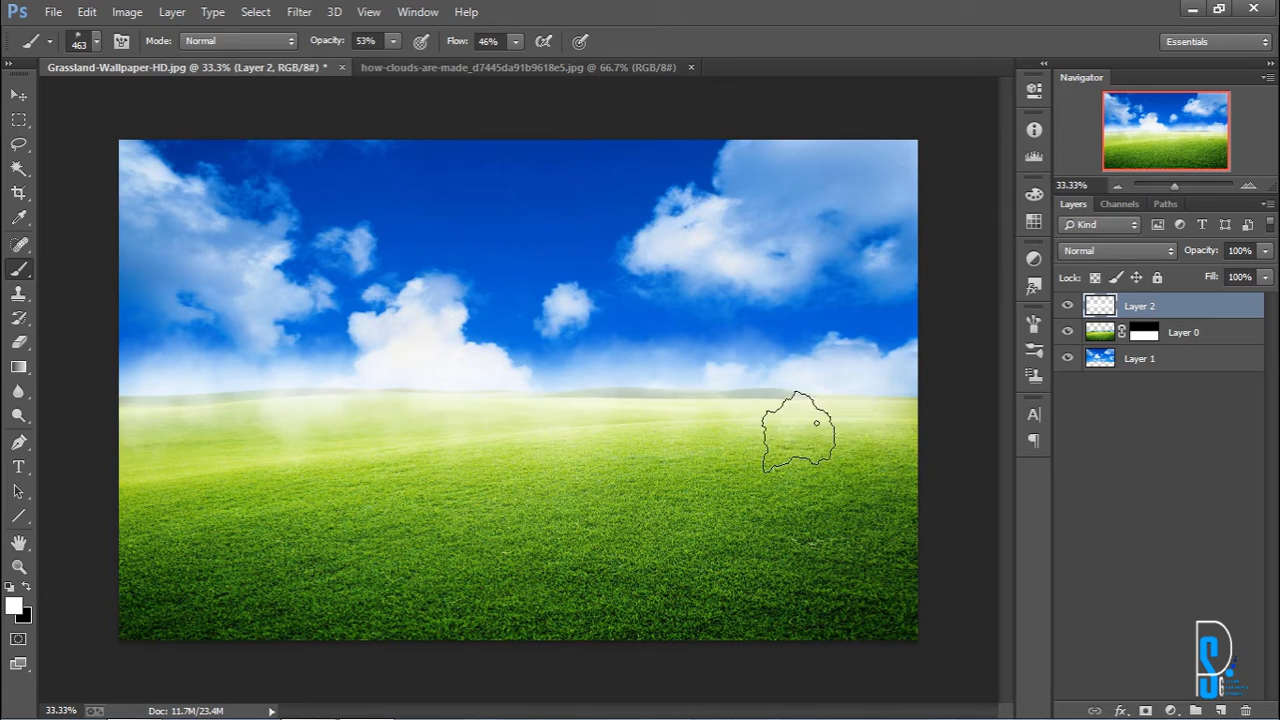 Ps File Edit Image Layer Type Select Filter 3D View Window Help
463 Mode: Normal Opacity: 53% Flow: 46% Essentials
Grassland-Wallpaper-HD.jpg @ 33.3% (Layer 2, RGB/8#) * × how-clouds-are-made_d7445da91b9618e5.jpg @ 66.7% (RGB/8#) ×
Navigator
33.33%
Layers Channels Paths
Kind
Normal Opacity: 100%
Lock: Fill: 100%
Layer 2
Layer 0
Layer 1
33.33% Doc: 11.7M/23.4M